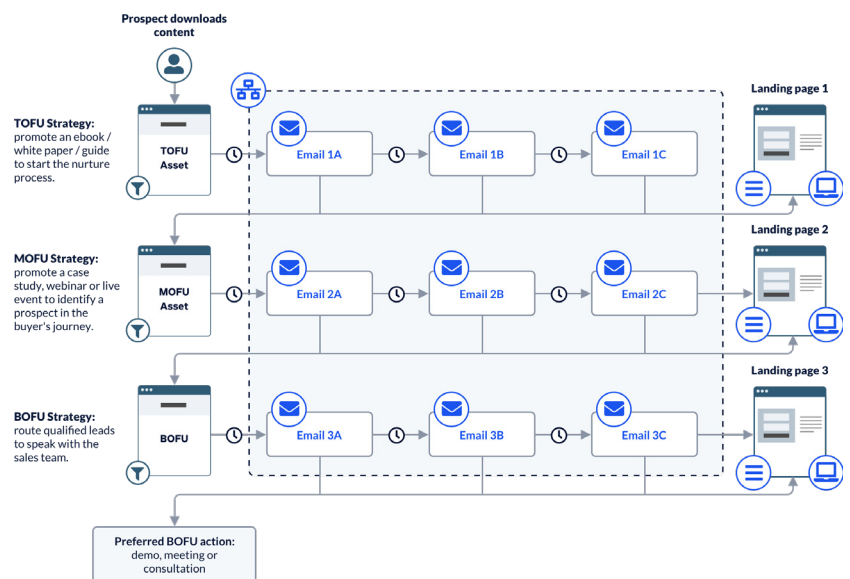 Prospect downloads
content
Landing page 1
TOFU Strategy:
promote an ebook /
white paper / guide
to start the nurture
process.
TOFU
Asset
Email 1A
Email 1B
Email 1C
Landing page 2
MOFU Strategy:
promote a case
study, webinar or live
event to identify a
prospect in the
buyer's journey.
MOFU
Asset
Email 2A
Email 2B
Email 2C
Landing page 3
BOFU Strategy:
route qualified leads
to speak with the
sales team.
BOFU
Email 3A
Email 3B
Email 3C
Preferred BOFU action:
demo, meeting or
consultation